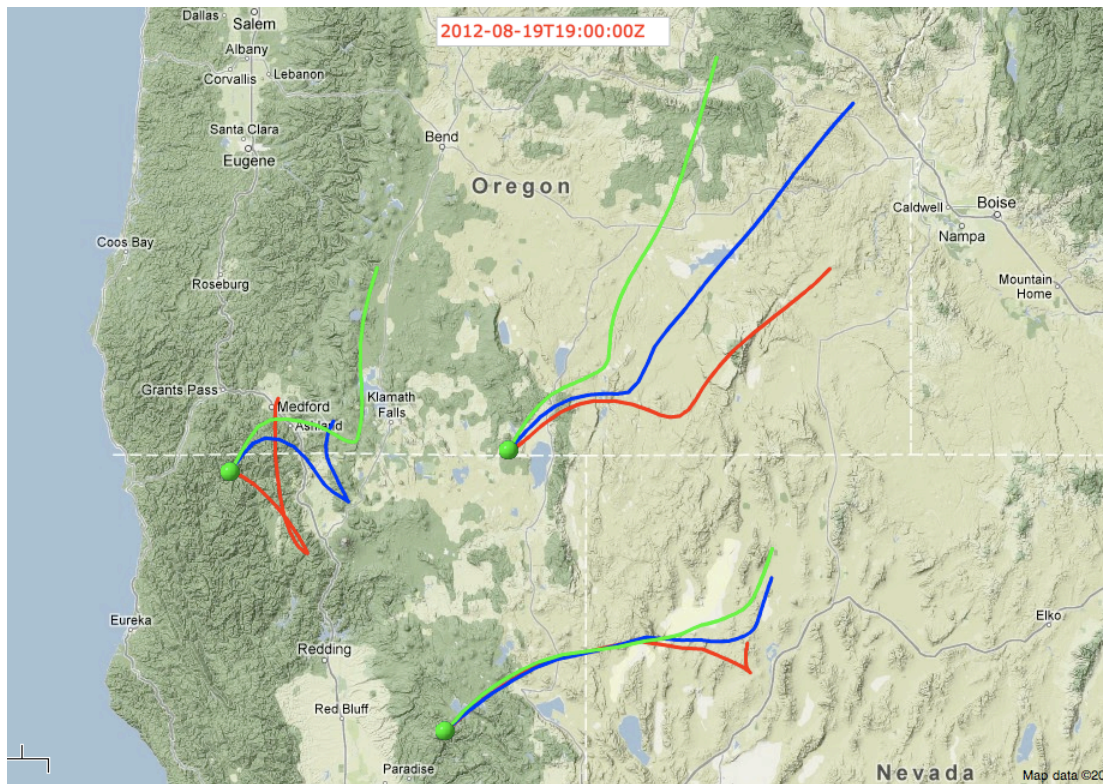 Dallas
Salem
2012-08-19T19:00:00Z
Albany
Corvallis
Lebanon
Santa Clara
Eugene
Bend
Oregon
Boise
Caldwell
Nampa
Coos Bay
Roseburg
Mountain
Home
Grants Pass
Medford
Klamath
Falls
Ashland
Eureka
Elko
Redding
Red Bluff
Paradise
Nevada
Map data ©20